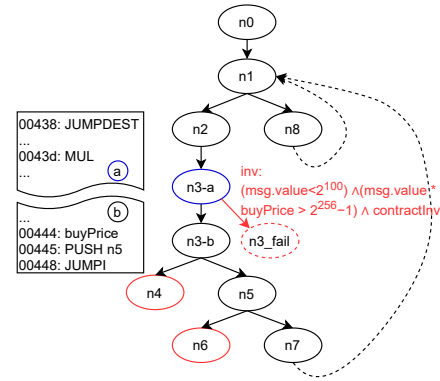 n0
n1
n2
n8
00438: JUMPDEST
...
0043d: MUL
...
a
b
...
00444: buyPrice
00445: PUSH n5
00448: JUMPI
n3-a
inv:
(msg.value<2^100) ∧(msg.value *
buyPrice > 2^256−1) ∧ contractInv
n3_fail
n3-b
n4
n5
n6
n7